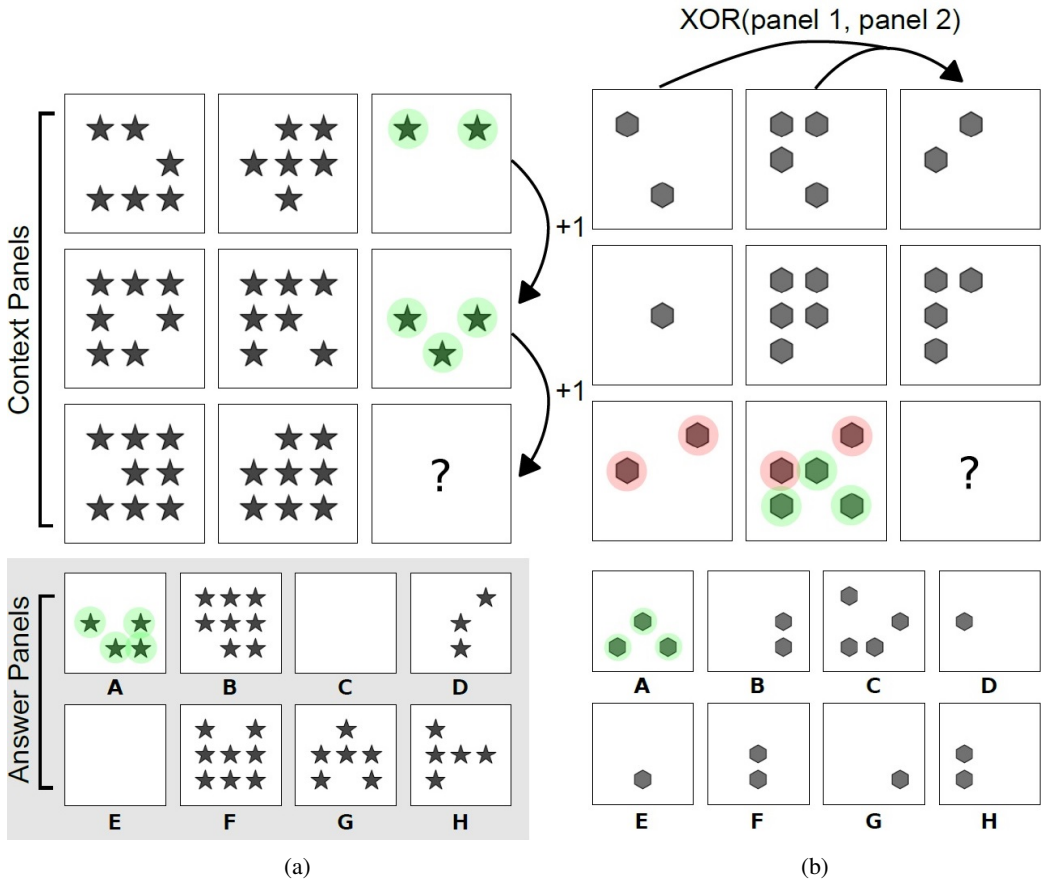 XOR(panel 1, panel 2)
Context Panels
+1
+1
?
?
Answer Panels
A B C D
E F G H
A B C D
E F G H
(a)
(b)